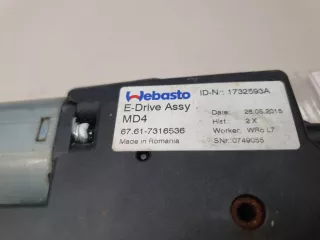 Webasto ID-N.: 1732593A
E-Drive Assy
MD4 Date: 26.05.2015
67.61-7316536 Hist.: 2 X
Made in Romania Worker: WRo L7
SNr: 0749055